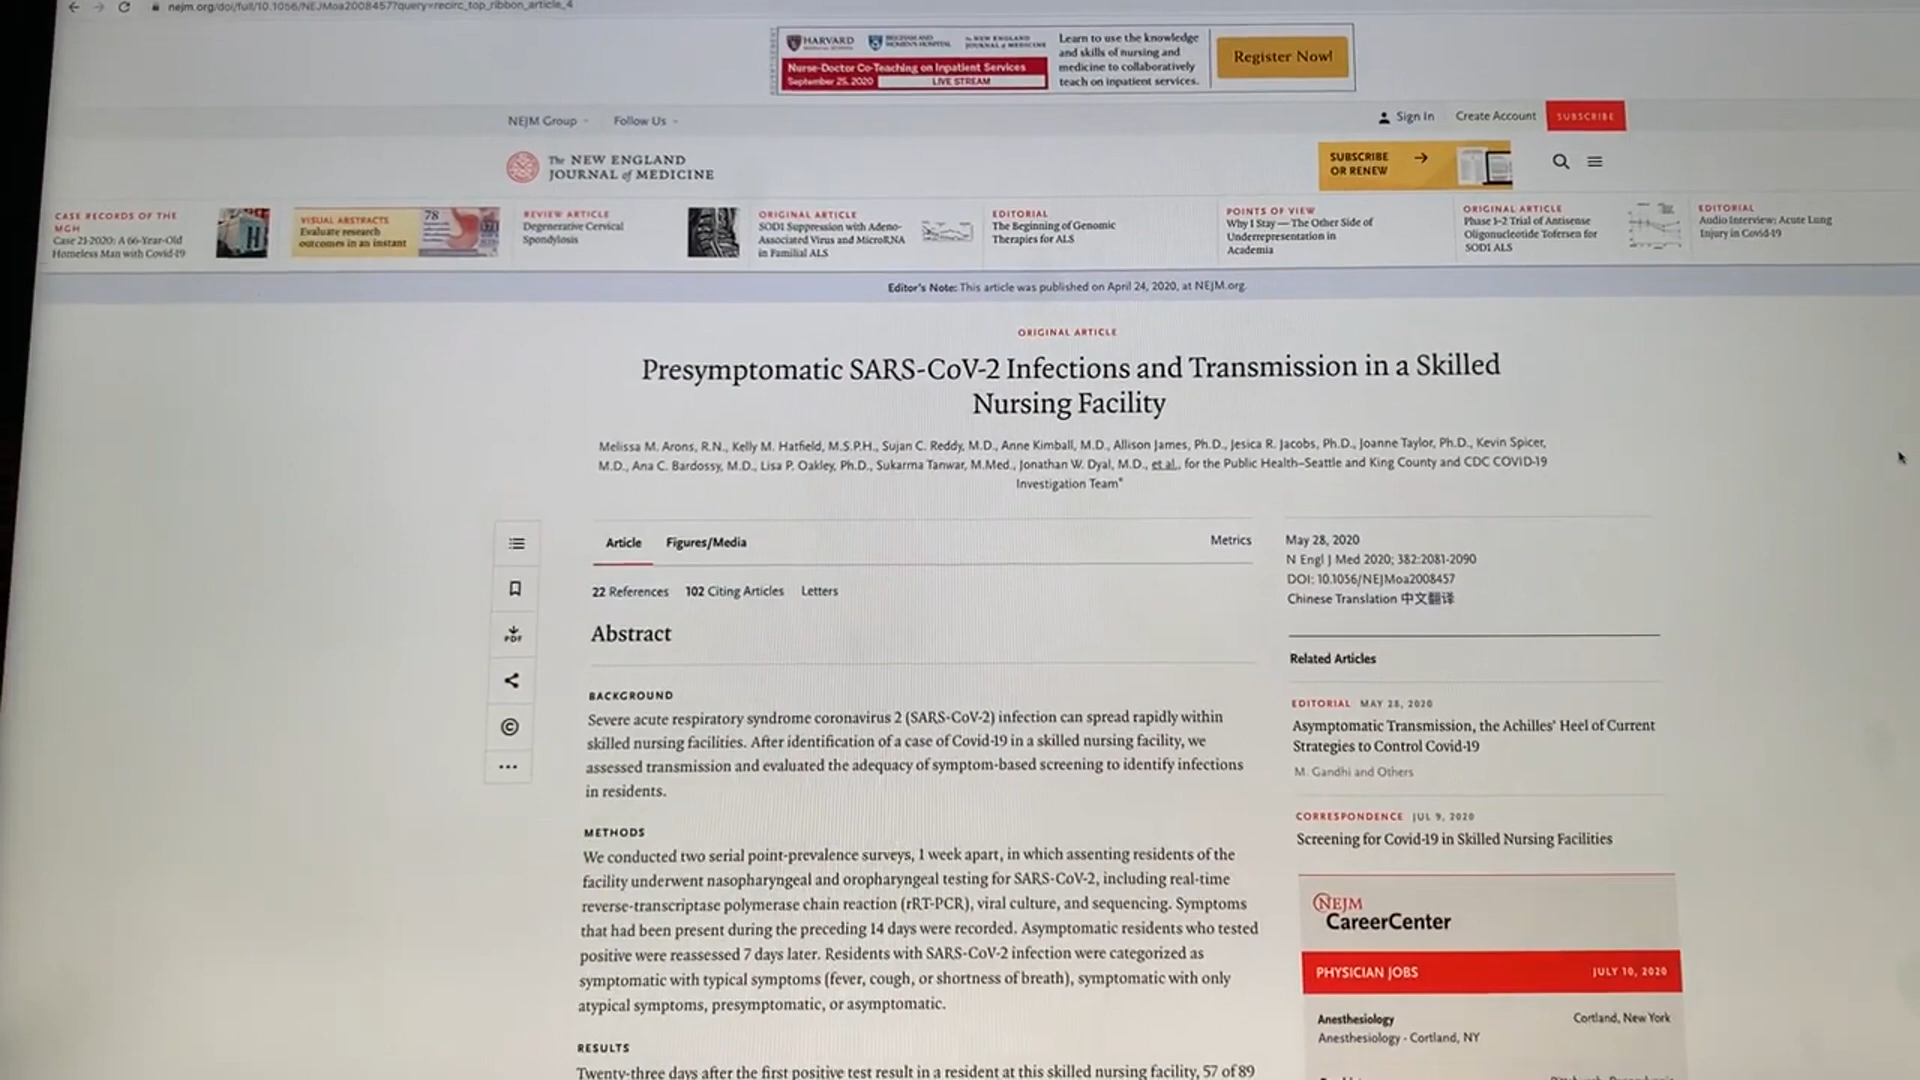 nejm.org/doi/full/10.1056/NEJMoa2008457?query=recirc_top_ribbon_article_4
HARVARD
THE NEW ENGLAND
JOURNAL of MEDICINE
Nurse-Doctor Co-Teaching on Inpatient Services
September 25, 2020 LIVE STREAM
Learn to use the knowledge
and skills of nursing and
medicine to collaboratively
teach on inpatient services.
Register Now!
NEJM Group
Follow Us
Sign In
Create Account
SUBSCRIBE
The NEW ENGLAND
JOURNAL of MEDICINE
SUBSCRIBE
OR RENEW
CASE RECORDS OF THE
MGH
Case 21-2020: A 66-Year-Old
Homeless Man with Covid-19
VISUAL ABSTRACTS
Evaluate research
outcomes in an instant
78
REVIEW ARTICLE
Degenerative Cervical
Spondylosis
ORIGINAL ARTICLE
SOD1 Suppression with Adeno-
Associated Virus and MicroRNA
in Familial ALS
EDITORIAL
The Beginning of Genomic
Therapies for ALS
POINTS OF VIEW
Why I Stay — The Other Side of
Underrepresentation in
Academia
ORIGINAL ARTICLE
Phase 1–2 Trial of Antisense
Oligonucleotide Tofersen for
SOD1 ALS
EDITORIAL
Audio Interview: Acute Lung
Injury in Covid-19
Editor's Note: This article was published on April 24, 2020, at NEJM.org.
ORIGINAL ARTICLE
Presymptomatic SARS-CoV-2 Infections and Transmission in a Skilled
Nursing Facility
Melissa M. Arons, R.N., Kelly M. Hatfield, M.S.P.H., Sujan C. Reddy, M.D., Anne Kimball, M.D., Allison James, Ph.D., Jesica R. Jacobs, Ph.D., Joanne Taylor, Ph.D., Kevin Spicer,
M.D., Ana C. Bardossy, M.D., Lisa P. Oakley, Ph.D., Sukarma Tanwar, M.Med., Jonathan W. Dyal, M.D., et al., for the Public Health–Seattle and King County and CDC COVID-19
Investigation Team*
Article
Figures/Media
Metrics
22 References
102 Citing Articles
Letters
May 28, 2020
N Engl J Med 2020; 382:2081-2090
DOI: 10.1056/NEJMoa2008457
Chinese Translation 中文翻译
PDF
Abstract
BACKGROUND
Severe acute respiratory syndrome coronavirus 2 (SARS-CoV-2) infection can spread rapidly within
skilled nursing facilities. After identification of a case of Covid-19 in a skilled nursing facility, we
assessed transmission and evaluated the adequacy of symptom-based screening to identify infections
in residents.
METHODS
We conducted two serial point-prevalence surveys, 1 week apart, in which assenting residents of the
facility underwent nasopharyngeal and oropharyngeal testing for SARS-CoV-2, including real-time
reverse-transcriptase polymerase chain reaction (rRT-PCR), viral culture, and sequencing. Symptoms
that had been present during the preceding 14 days were recorded. Asymptomatic residents who tested
positive were reassessed 7 days later. Residents with SARS-CoV-2 infection were categorized as
symptomatic with typical symptoms (fever, cough, or shortness of breath), symptomatic with only
atypical symptoms, presymptomatic, or asymptomatic.
RESULTS
Twenty-three days after the first positive test result in a resident at this skilled nursing facility, 57 of 89
Related Articles
EDITORIAL MAY 28, 2020
Asymptomatic Transmission, the Achilles' Heel of Current
Strategies to Control Covid-19
M. Gandhi and Others
CORRESPONDENCE JUL 9, 2020
Screening for Covid-19 in Skilled Nursing Facilities
NEJM
CareerCenter
PHYSICIAN JOBS
JULY 10, 2020
Anesthesiology
Cortland, New York
Anesthesiology - Cortland, NY